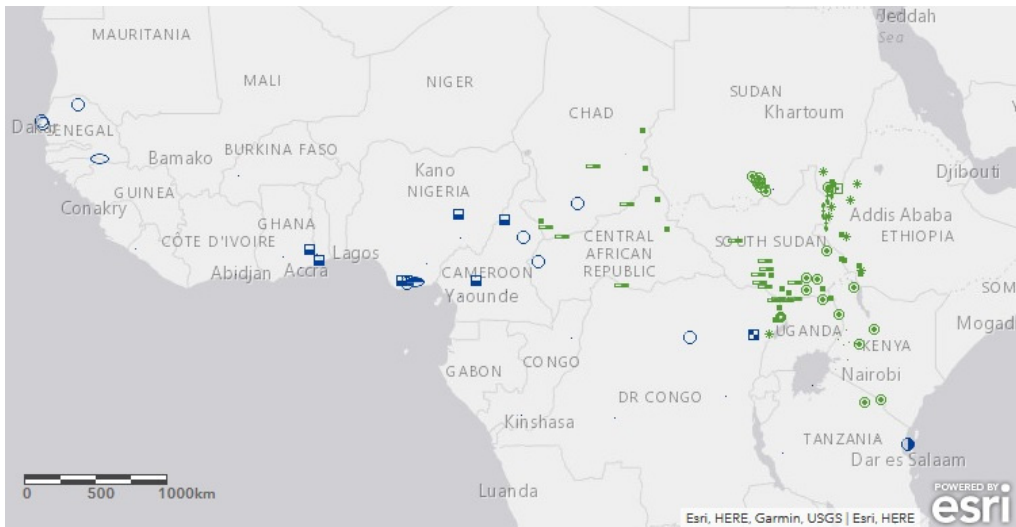 Jeddah
Sea
MAURITANIA
MALI
NIGER
SUDAN
CHAD
Khartoum
Dakar
SENEGAL
BURKINA FASO
Bamako
Kano
NIGERIA
Djibouti
GUINEA
Conakry
GHANA
Addis Ababa
ETHIOPIA
CÔTE D'IVOIRE
Lagos
CENTRAL
AFRICAN
REPUBLIC
SOUTH SUDAN
Abidjan
Accra
CAMEROON
Yaounde
SOM
Mogad
UGANDA
KENYA
GABON
CONGO
Nairobi
DR CONGO
Kinshasa
TANZANIA
Dar es Salaam
0 500 1000km
Luanda
POWERED BY
esri
Esri, HERE, Garmin, USGS | Esri, HERE